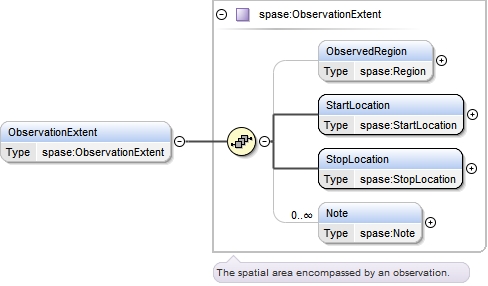 spase:ObservationExtent
ObservedRegion
Type spase:Region
StartLocation
Type spase:StartLocation
ObservationExtent
Type spase:ObservationExtent
StopLocation
Type spase:StopLocation
0..∞
Note
Type spase:Note
The spatial area encompassed by an observation.